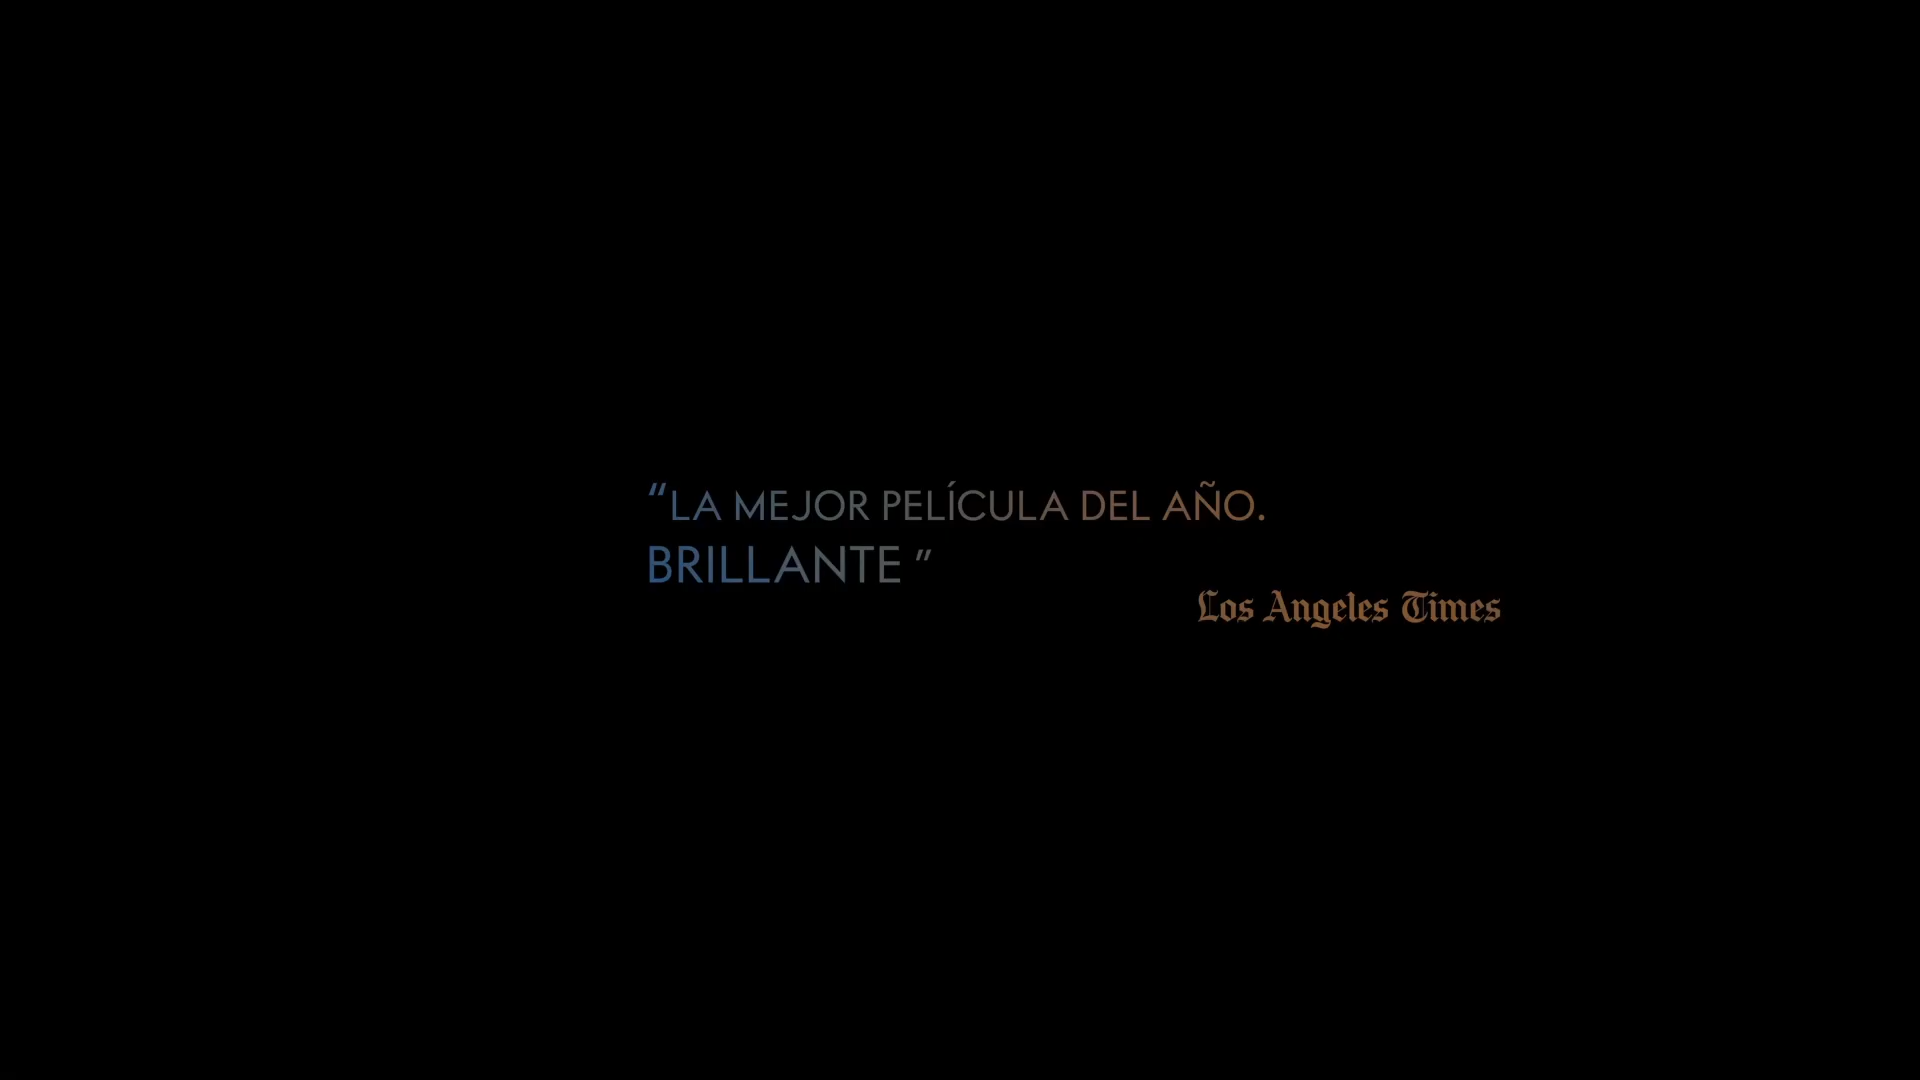 “LA MEJOR PELÍCULA DEL AÑO.
BRILLANTE ”
Los Angeles Times